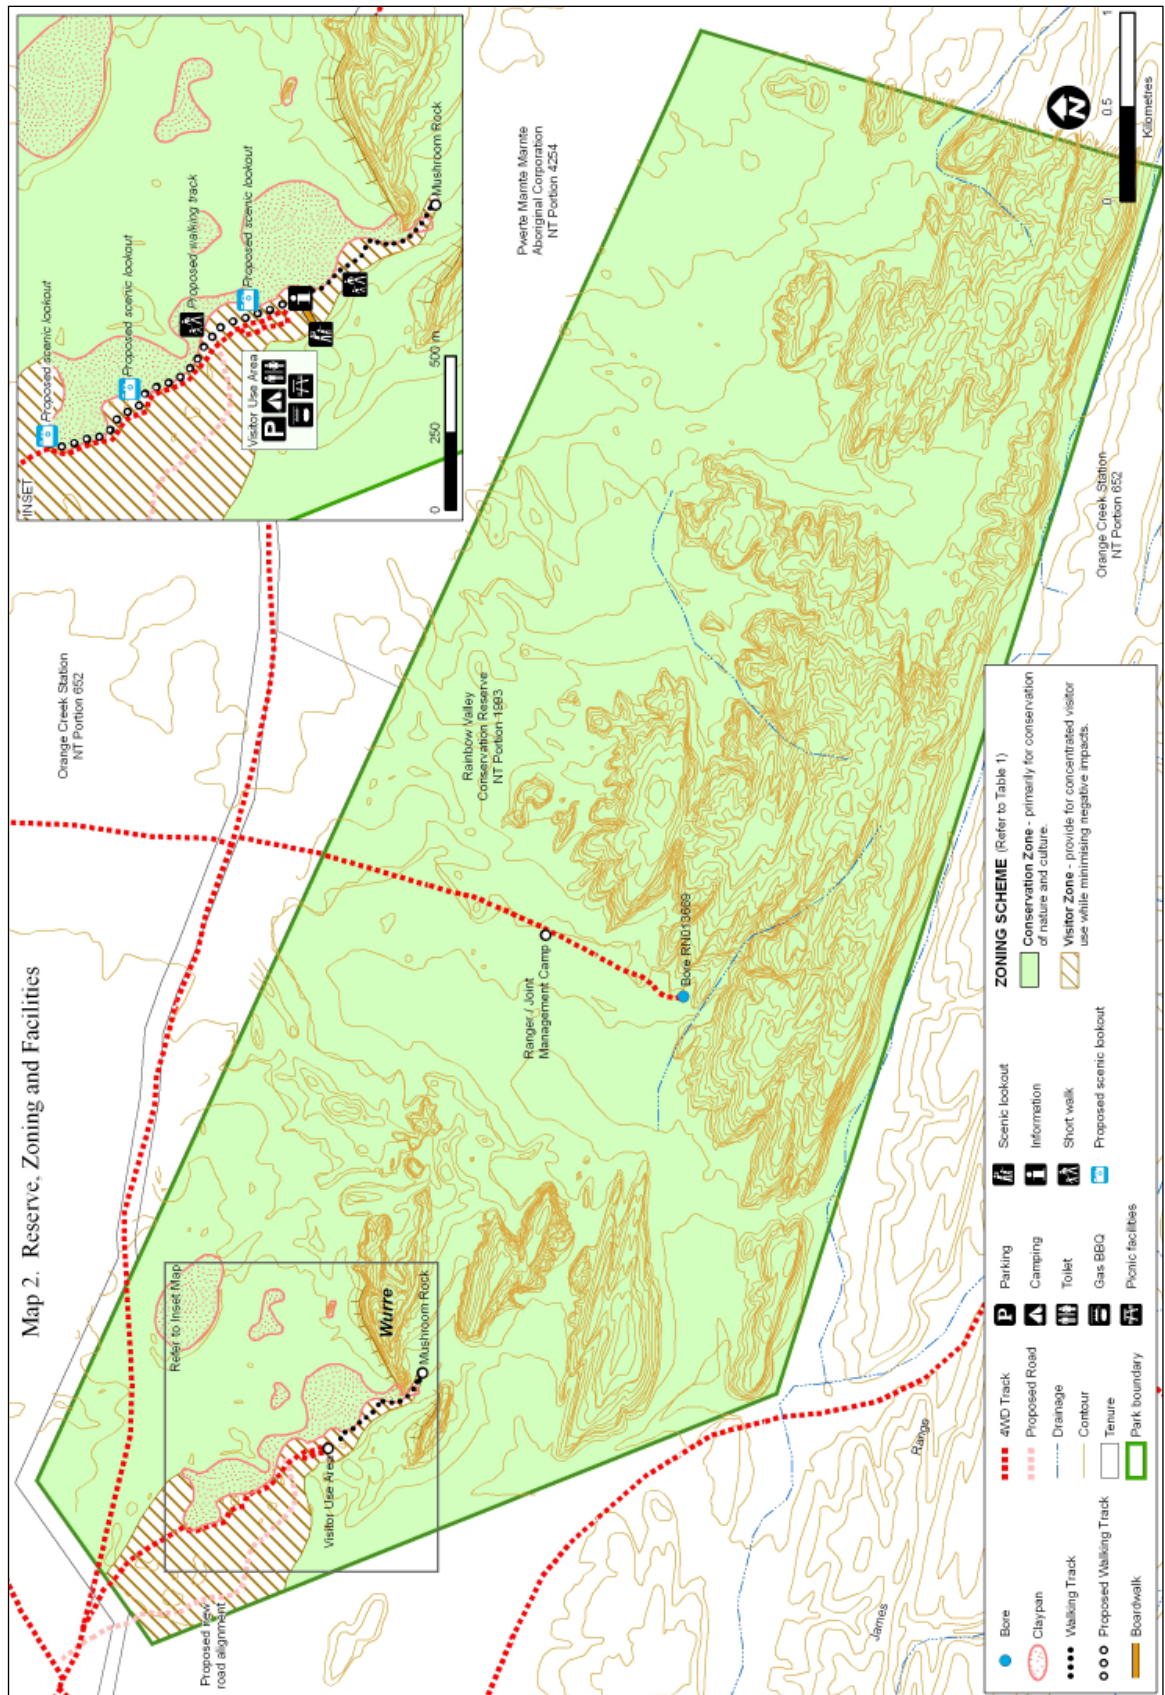 Map 2. Reserve, Zoning and Facilities
INSET
Proposed scenic lookout
Proposed scenic lookout
Proposed walking track
Proposed scenic lookout
Visitor Use Area
P
i
Mushroom Rock
0
250
500 m
Orange Creek Station
NT Portion 652
Pwerte Marnte Marnte
Aboriginal Corporation
NT Portion 4254
Rainbow Valley
Conservation Reserve
NT Portion 1993
Refer to Inset Map
Wurre
Mushroom Rock
Visitor Use Area
Proposed new
road alignment
Ranger / Joint
Management Camp
Bore RN013669
Orange Creek Station
NT Portion 652
James
Range
N
0
0.5
1
Kilometres
Bore
Claypan
Walking Track
Proposed Walking Track
Boardwalk
4WD Track
Proposed Road
Drainage
Contour
Tenure
Park boundary
P
Parking
Camping
Toilet
Gas BBQ
Picnic facilities
Scenic lookout
i
Information
Short walk
Proposed scenic lookout
ZONING SCHEME (Refer to Table 1)
Conservation Zone - primarily for conservation
of nature and culture.
Visitor Zone - provide for concentrated visitor
use while minimising negative impacts.